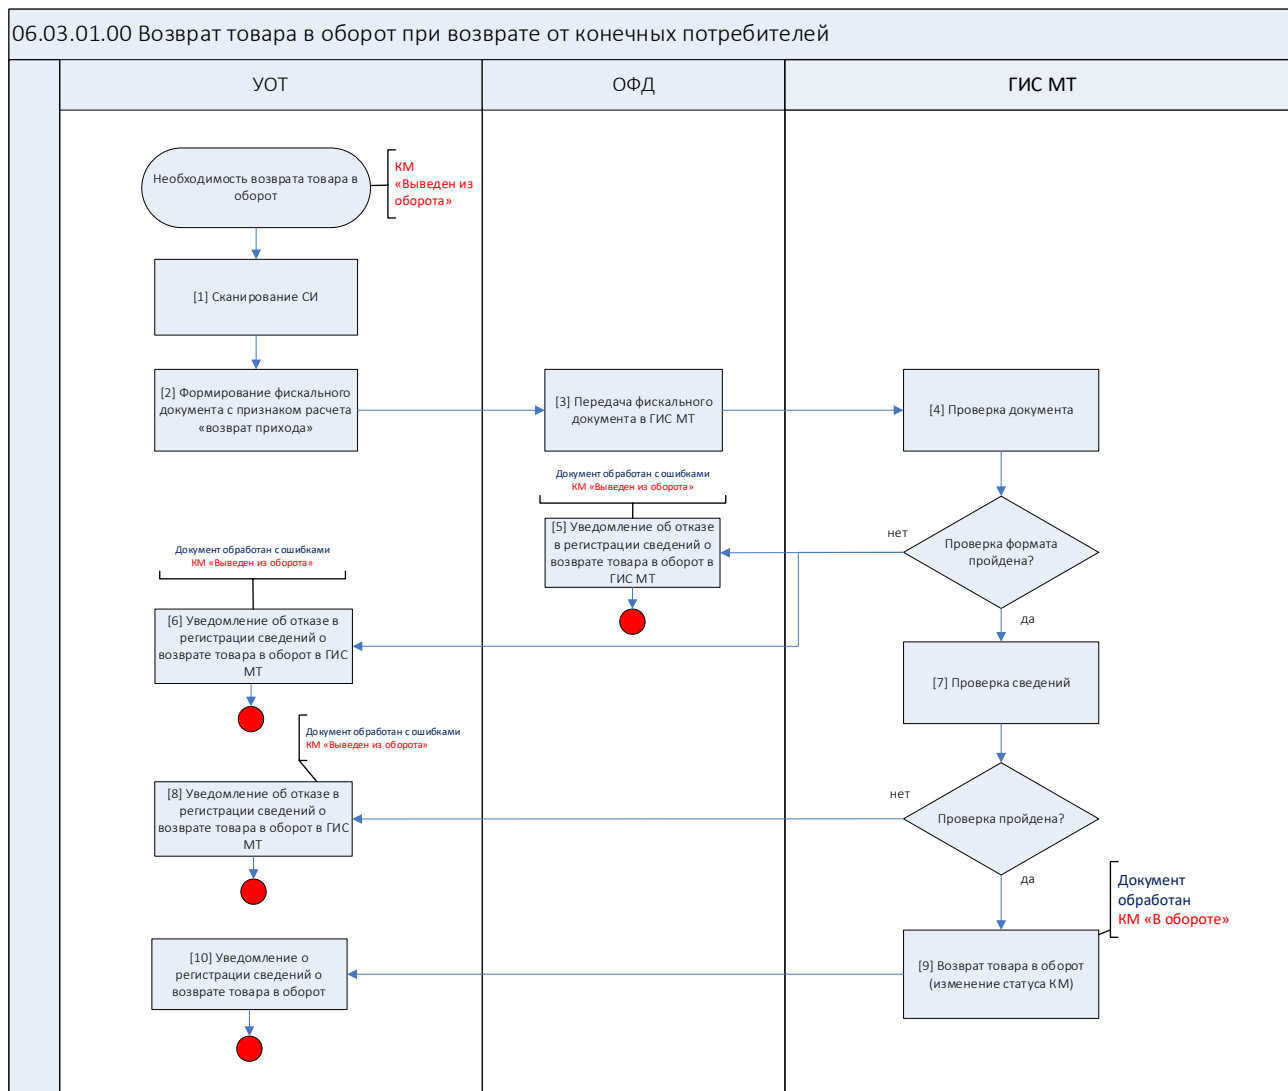 06.03.01.00 Возврат товара в оборот при возврате от конечных потребителей
УОТ
ОФД
ГИС МТ
Необходимость возврата товара в
оборот
КМ
«Выведен из
оборота»
[1] Сканирование СИ
[2] Формирование фискального
документа с признаком расчета
«возврат прихода»
[3] Передача фискального
документа в ГИС МТ
[4] Проверка документа
Документ обработан с ошибками
КМ «Выведен из оборота»
[5] Уведомление об отказе
в регистрации сведений о
возврате товара в оборот в
ГИС МТ
нет
Проверка формата
пройдена?
да
Документ обработан с ошибками
КМ «Выведен из оборота»
[6] Уведомление об отказе в
регистрации сведений о
возврате товара в оборот в ГИС
МТ
[7] Проверка сведений
Документ обработан с ошибками
КМ «Выведен из оборота»
[8] Уведомление об отказе в
регистрации сведений о
возврате товара в оборот в ГИС
МТ
нет
Проверка пройдена?
да
Документ
обработан
КМ «В обороте»
[9] Возврат товара в оборот
(изменение статуса КМ)
[10] Уведомление о
регистрации сведений о
возврате товара в оборот